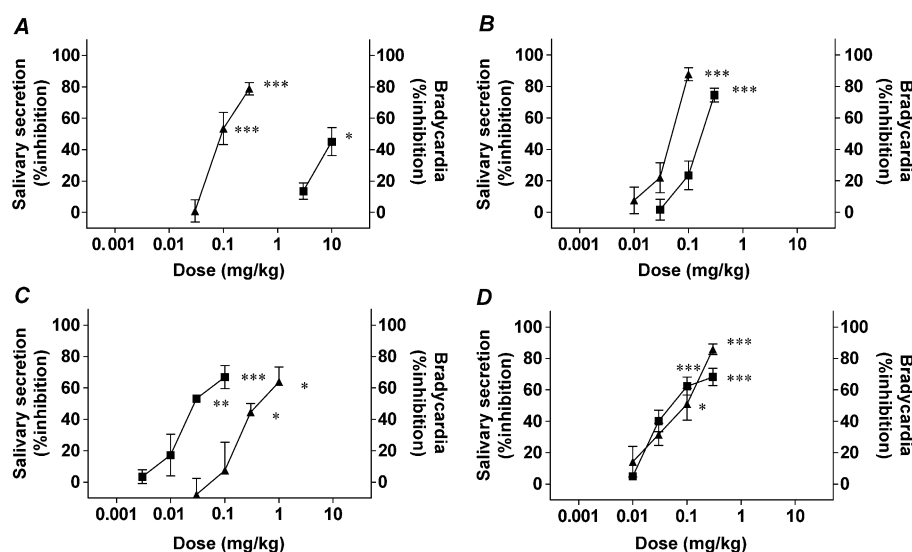 A
Salivary secretion
(%inhibition)
100
80
60
40
20
0
100
80
60
40
20
0
Bradycardia
(%inhibition)
***
***
*
0.001 0.01 0.1 1 10
Dose (mg/kg)
B
Salivary secretion
(%inhibition)
100
80
60
40
20
0
100
80
60
40
20
0
Bradycardia
(%inhibition)
***
***
0.001 0.01 0.1 1 10
Dose (mg/kg)
C
Salivary secretion
(%inhibition)
100
80
60
40
20
0
100
80
60
40
20
0
Bradycardia
(%inhibition)
***
*
**
*
0.001 0.01 0.1 1 10
Dose (mg/kg)
D
Salivary secretion
(%inhibition)
100
80
60
40
20
0
100
80
60
40
20
0
Bradycardia
(%inhibition)
***
***
***
*
0.001 0.01 0.1 1 10
Dose (mg/kg)